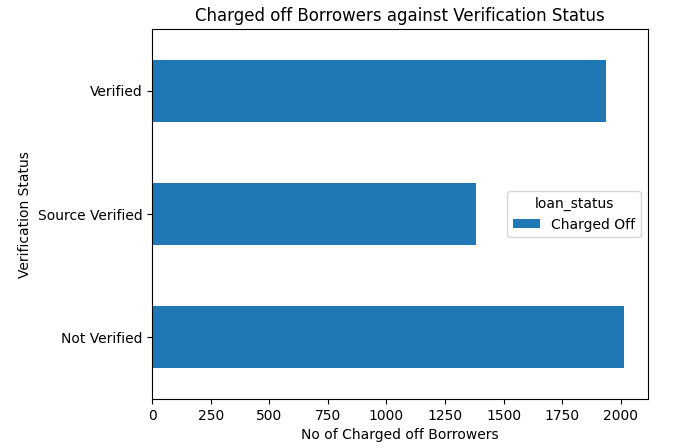 Charged off Borrowers against Verification Status
Verified
Source Verified
Not Verified
Verification Status
loan_status
Charged Off
0 250 500 750 1000 1250 1500 1750 2000
No of Charged off Borrowers